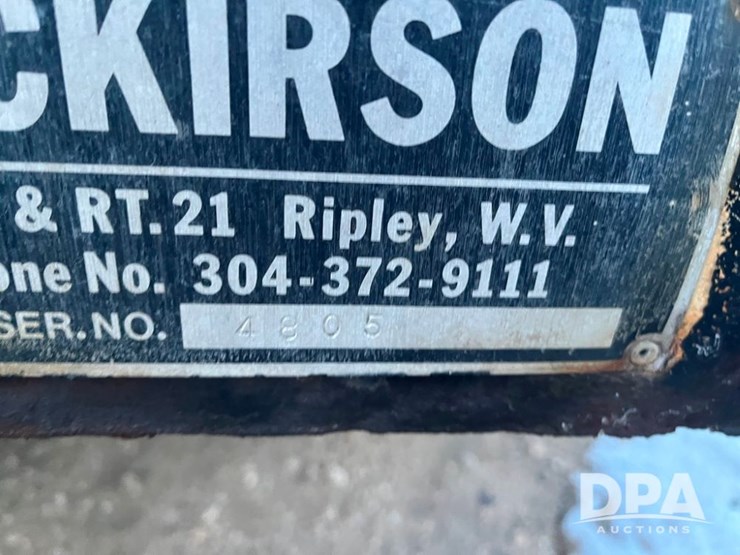 CKIRSON
& RT. 21 Ripley, W.V.
one No. 304-372-9111
SER. NO. 4805
DPA
AUCTIONS